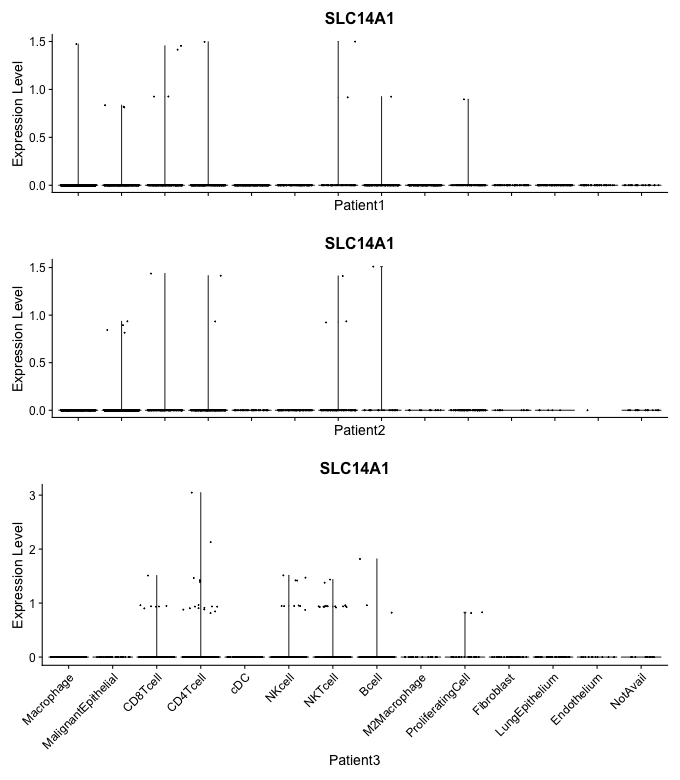 SLC14A1
Expression Level
1.5
1.0
0.5
0.0
Patient1
SLC14A1
Expression Level
1.5
1.0
0.5
0.0
Patient2
SLC14A1
Expression Level
3
2
1
0
Macrophage
MalignantEpithelial
CD8Tcell
CD4Tcell
cDC
NKcell
NKTcell
Bcell
M2Macrophage
ProliferatingCell
Fibroblast
LungEpithelium
Endothelium
NotAvail
Patient3